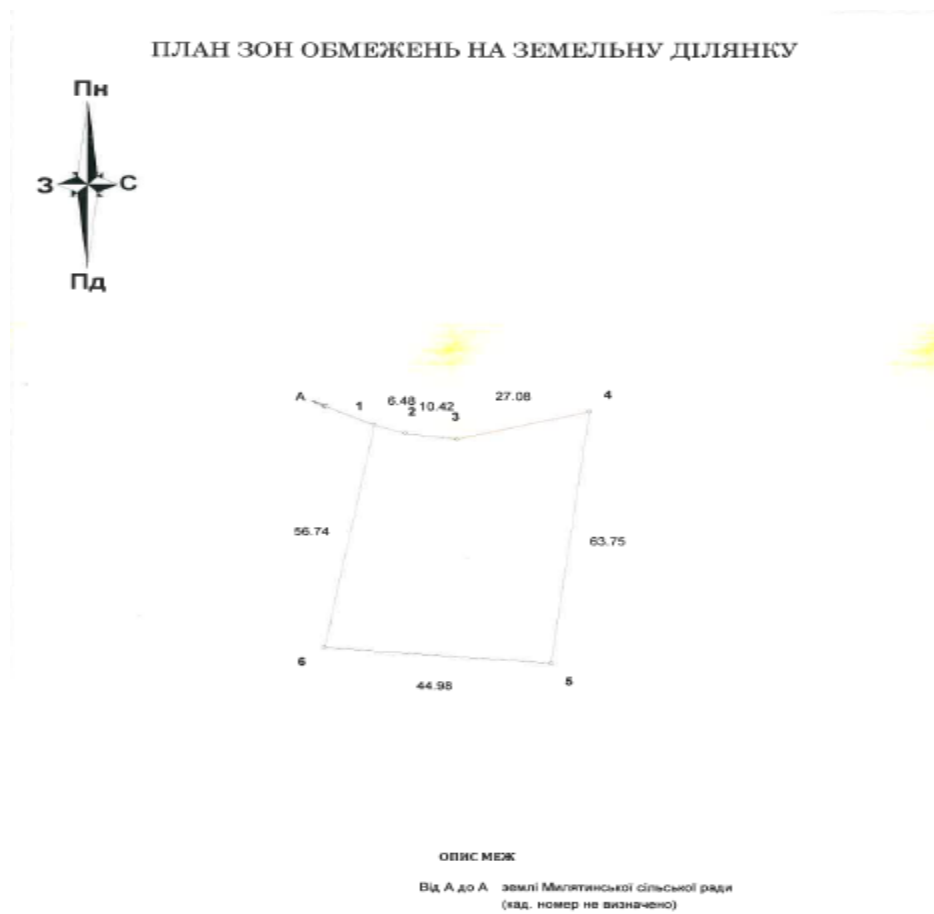 ПЛАН ЗОН ОБМЕЖЕНЬ НА ЗЕМЕЛЬНУ ДІЛЯНКУ
Пн
З С
Пд
А 1 6.48 2 10.42 3 27.08 4
56.74
63.75
6
44.98 5
ОПИС МЕЖ
Від А до А землі Милятинської сільської ради
(кад. номер не визначено)